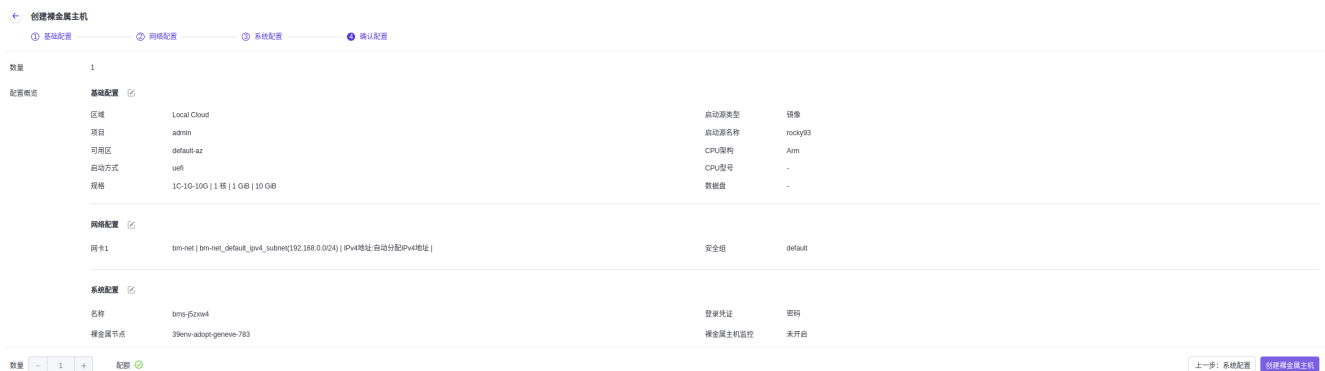 创建裸金属主机
1 基础配置 2 网络配置 3 系统配置 4 确认配置
数量 1
配置概览 基础配置
区域 Local Cloud 启动源类型 镜像
项目 admin 启动源名称 rocky93
可用区 default-az CPU架构 Arm
启动方式 uefi CPU型号 -
规格 1C-1G-10G | 1 核 | 1 GiB | 10 GiB 数据盘 -
网络配置
网卡1 bm-net | bm-net_default_ipv4_subnet(192.168.0.0/24) | IPv4地址:自动分配IPv4地址 | 安全组 default
系统配置
名称 bms-j5zxw4 登录凭证 密码
裸金属节点 39env-adopt-geneve-783 裸金属主机监控 未开启
数量 - 1 + 配额 上一步：系统配置 创建裸金属主机